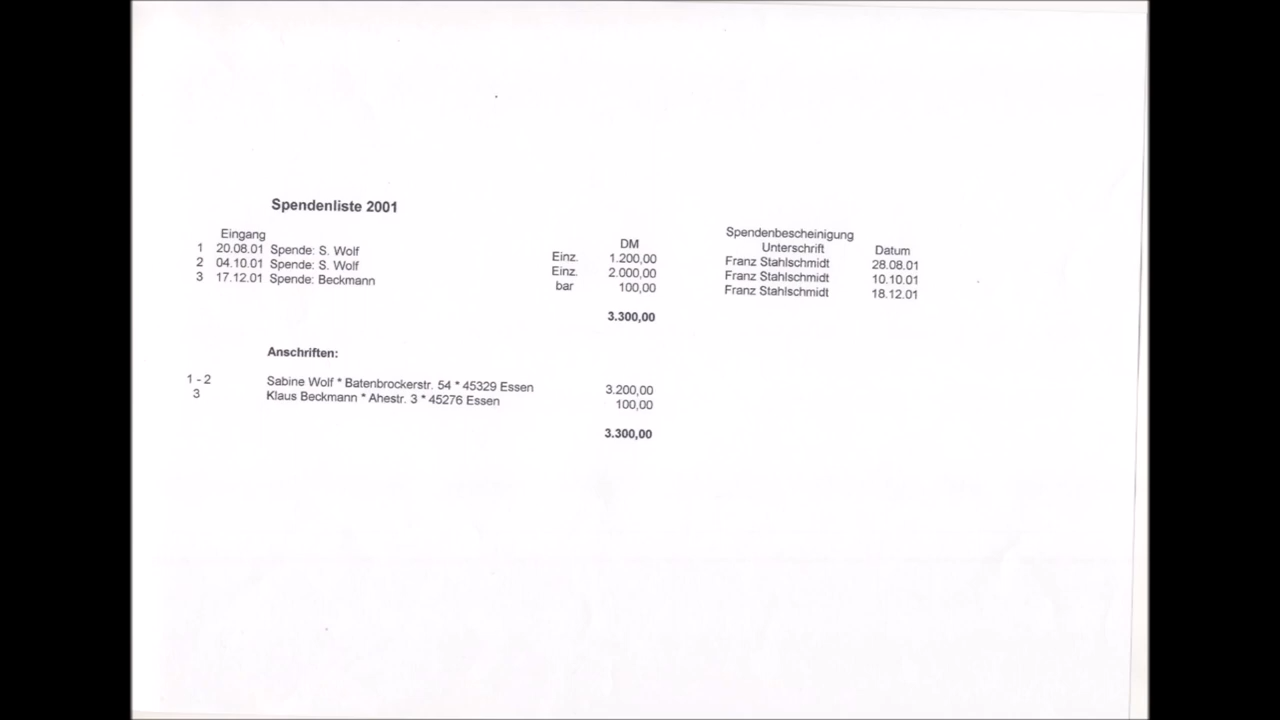 Spendenliste 2001
Eingang DM Spendenbescheinigung Unterschrift Datum
1 20.08.01 Spende: S. Wolf Einz. 1.200,00 Franz Stahlschmidt 28.08.01
2 04.10.01 Spende: S. Wolf Einz. 2.000,00 Franz Stahlschmidt 10.10.01
3 17.12.01 Spende: Beckmann bar 100,00 Franz Stahlschmidt 18.12.01
3.300,00
Anschriften:
1 - 2 Sabine Wolf * Batenbrockerstr. 54 * 45329 Essen 3.200,00
3 Klaus Beckmann * Ahestr. 3 * 45276 Essen 100,00
3.300,00